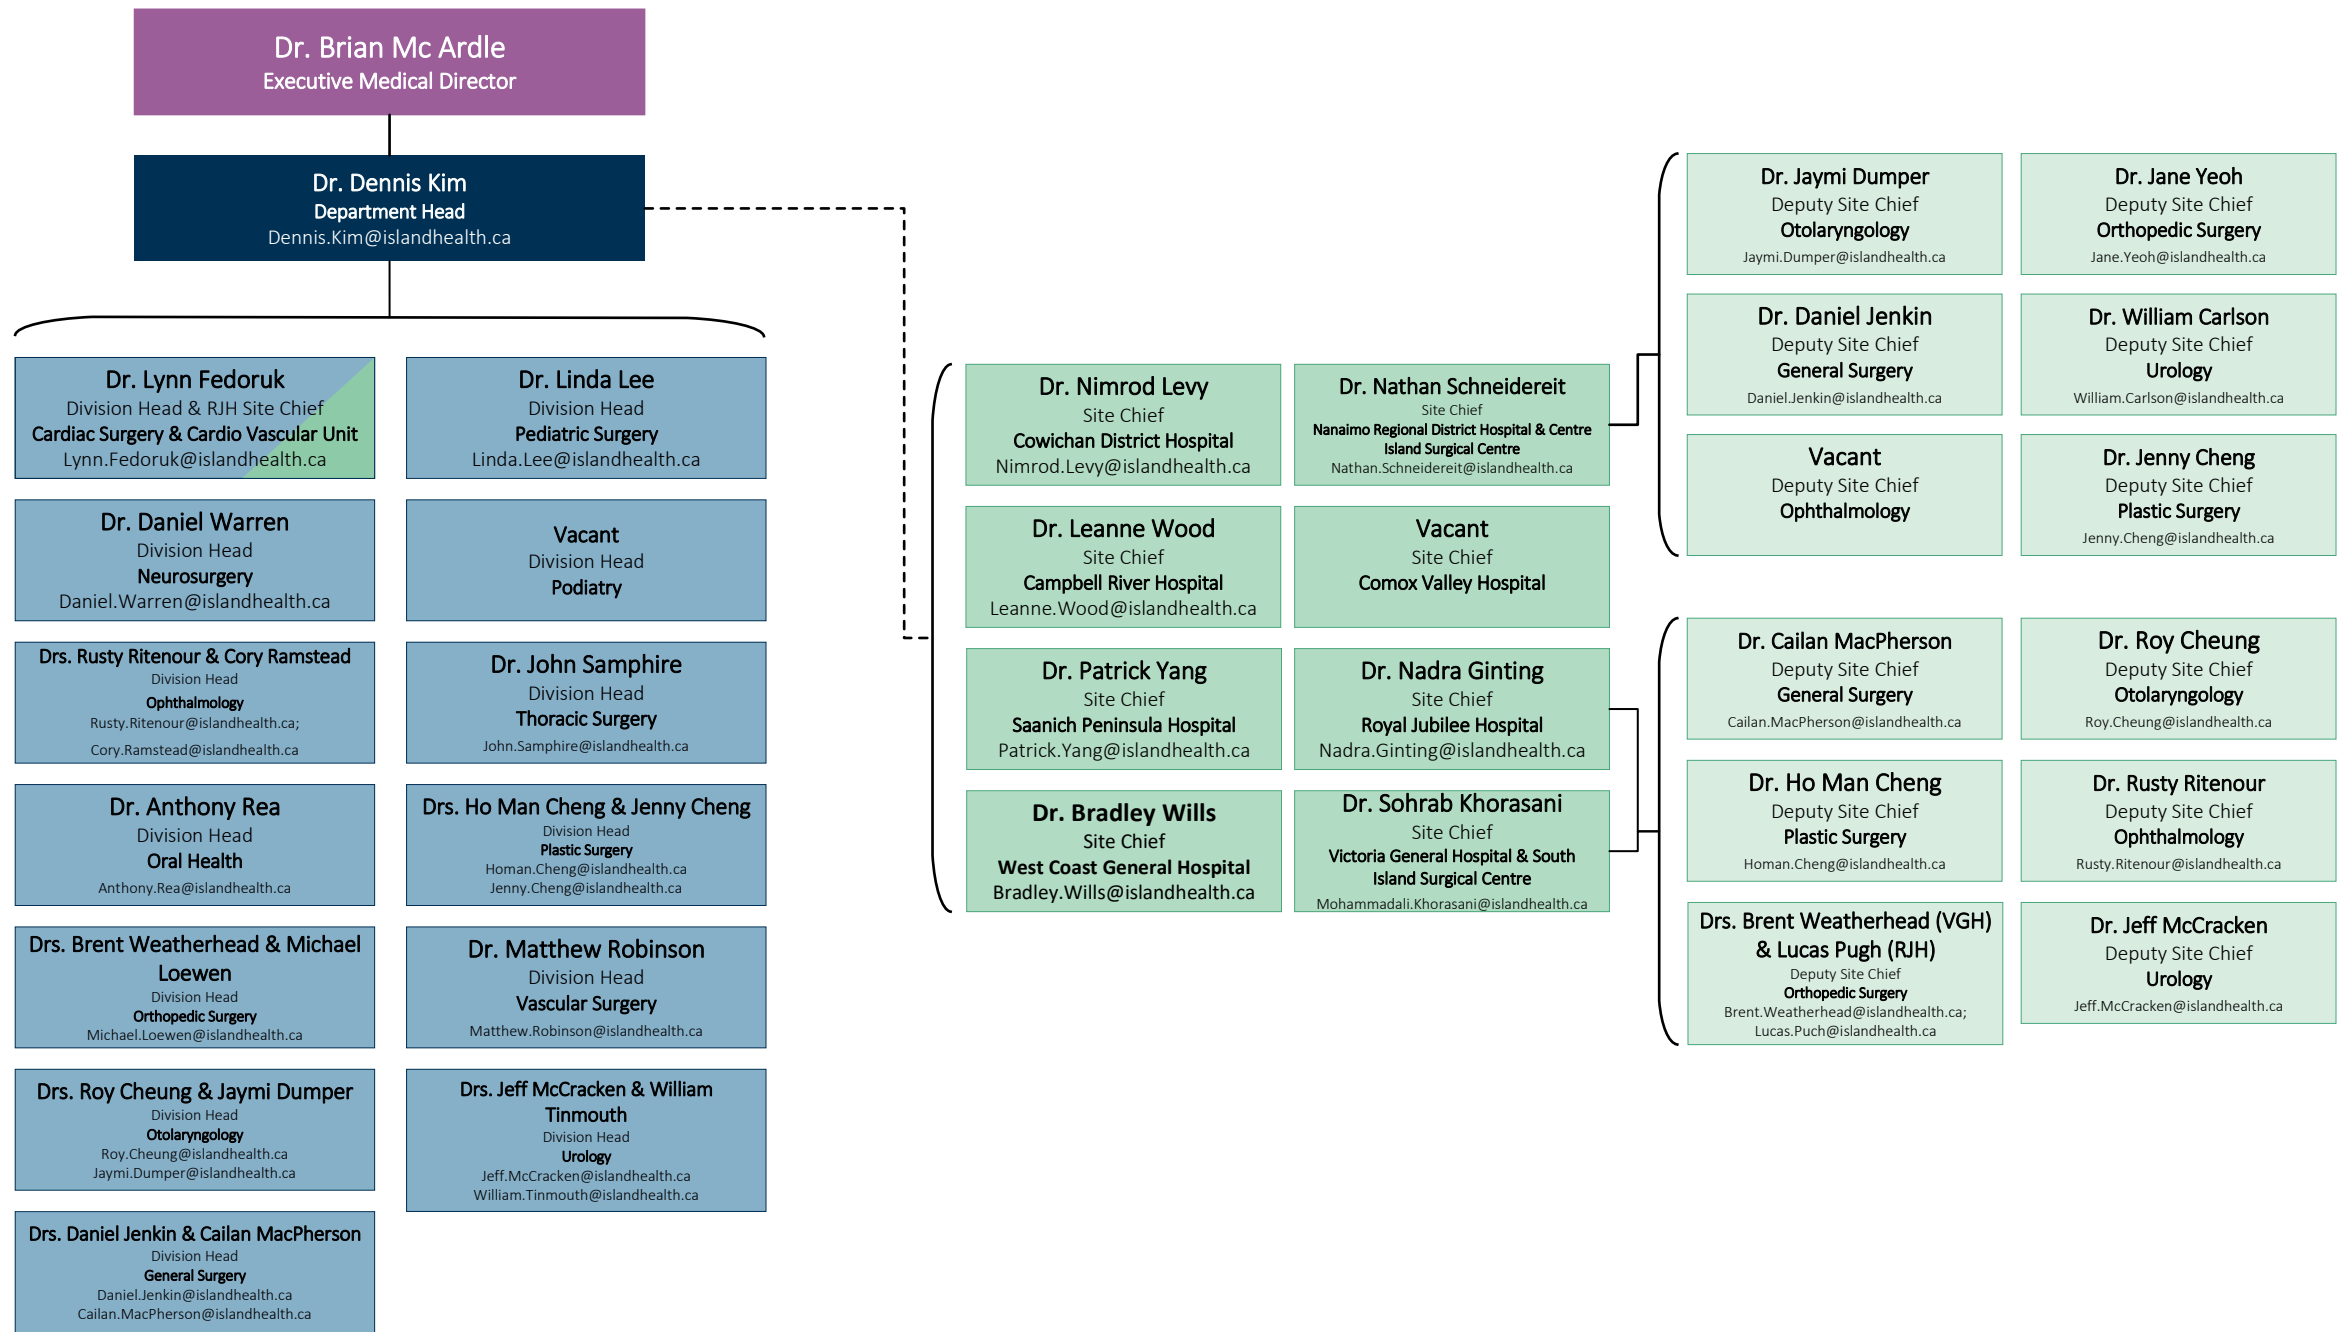 Dr. Brian Mc Ardle
Executive Medical Director
Dr. Dennis Kim
Department Head
Dennis.Kim@islandhealth.ca
Dr. Lynn Fedoruk
Division Head & RJH Site Chief
Cardiac Surgery & Cardio Vascular Unit
Lynn.Fedoruk@islandhealth.ca
Dr. Linda Lee
Division Head
Pediatric Surgery
Linda.Lee@islandhealth.ca
Dr. Daniel Warren
Division Head
Neurosurgery
Daniel.Warren@islandhealth.ca
Vacant
Division Head
Podiatry
Drs. Rusty Ritenour & Cory Ramstead
Division Head
Ophthalmology
Rusty.Ritenour@islandhealth.ca;
Cory.Ramstead@islandhealth.ca
Dr. John Samphire
Division Head
Thoracic Surgery
John.Samphire@islandhealth.ca
Dr. Anthony Rea
Division Head
Oral Health
Anthony.Rea@islandhealth.ca
Drs. Ho Man Cheng & Jenny Cheng
Division Head
Plastic Surgery
Homan.Cheng@islandhealth.ca
Jenny.Cheng@islandhealth.ca
Drs. Brent Weatherhead & Michael
Loewen
Division Head
Orthopedic Surgery
Michael.Loewen@islandhealth.ca
Dr. Matthew Robinson
Division Head
Vascular Surgery
Matthew.Robinson@islandhealth.ca
Drs. Roy Cheung & Jaymi Dumper
Division Head
Otolaryngology
Roy.Cheung@islandhealth.ca
Jaymi.Dumper@islandhealth.ca
Drs. Jeff McCracken & William
Tinmouth
Division Head
Urology
Jeff.McCracken@islandhealth.ca
William.Tinmouth@islandhealth.ca
Drs. Daniel Jenkin & Cailan MacPherson
Division Head
General Surgery
Daniel.Jenkin@islandhealth.ca
Cailan.MacPherson@islandhealth.ca
Dr. Nimrod Levy
Site Chief
Cowichan District Hospital
Nimrod.Levy@islandhealth.ca
Dr. Nathan Schneidereit
Site Chief
Nanaimo Regional District Hospital & Centre
Island Surgical Centre
Nathan.Schneidereit@islandhealth.ca
Dr. Leanne Wood
Site Chief
Campbell River Hospital
Leanne.Wood@islandhealth.ca
Vacant
Site Chief
Comox Valley Hospital
Dr. Patrick Yang
Site Chief
Saanich Peninsula Hospital
Patrick.Yang@islandhealth.ca
Dr. Nadra Ginting
Site Chief
Royal Jubilee Hospital
Nadra.Ginting@islandhealth.ca
Dr. Bradley Wills
Site Chief
West Coast General Hospital
Bradley.Wills@islandhealth.ca
Dr. Sohrab Khorasani
Site Chief
Victoria General Hospital & South
Island Surgical Centre
Mohammadali.Khorasani@islandhealth.ca
Dr. Jaymi Dumper
Deputy Site Chief
Otolaryngology
Jaymi.Dumper@islandhealth.ca
Dr. Jane Yeoh
Deputy Site Chief
Orthopedic Surgery
Jane.Yeoh@islandhealth.ca
Dr. Daniel Jenkin
Deputy Site Chief
General Surgery
Daniel.Jenkin@islandhealth.ca
Dr. William Carlson
Deputy Site Chief
Urology
William.Carlson@islandhealth.ca
Vacant
Deputy Site Chief
Ophthalmology
Dr. Jenny Cheng
Deputy Site Chief
Plastic Surgery
Jenny.Cheng@islandhealth.ca
Dr. Cailan MacPherson
Deputy Site Chief
General Surgery
Cailan.MacPherson@islandhealth.ca
Dr. Roy Cheung
Deputy Site Chief
Otolaryngology
Roy.Cheung@islandhealth.ca
Dr. Ho Man Cheng
Deputy Site Chief
Plastic Surgery
Homan.Cheng@islandhealth.ca
Dr. Rusty Ritenour
Deputy Site Chief
Ophthalmology
Rusty.Ritenour@islandhealth.ca
Drs. Brent Weatherhead (VGH)
& Lucas Pugh (RJH)
Deputy Site Chief
Orthopedic Surgery
Brent.Weatherhead@islandhealth.ca;
Lucas.Puch@islandhealth.ca
Dr. Jeff McCracken
Deputy Site Chief
Urology
Jeff.McCracken@islandhealth.ca